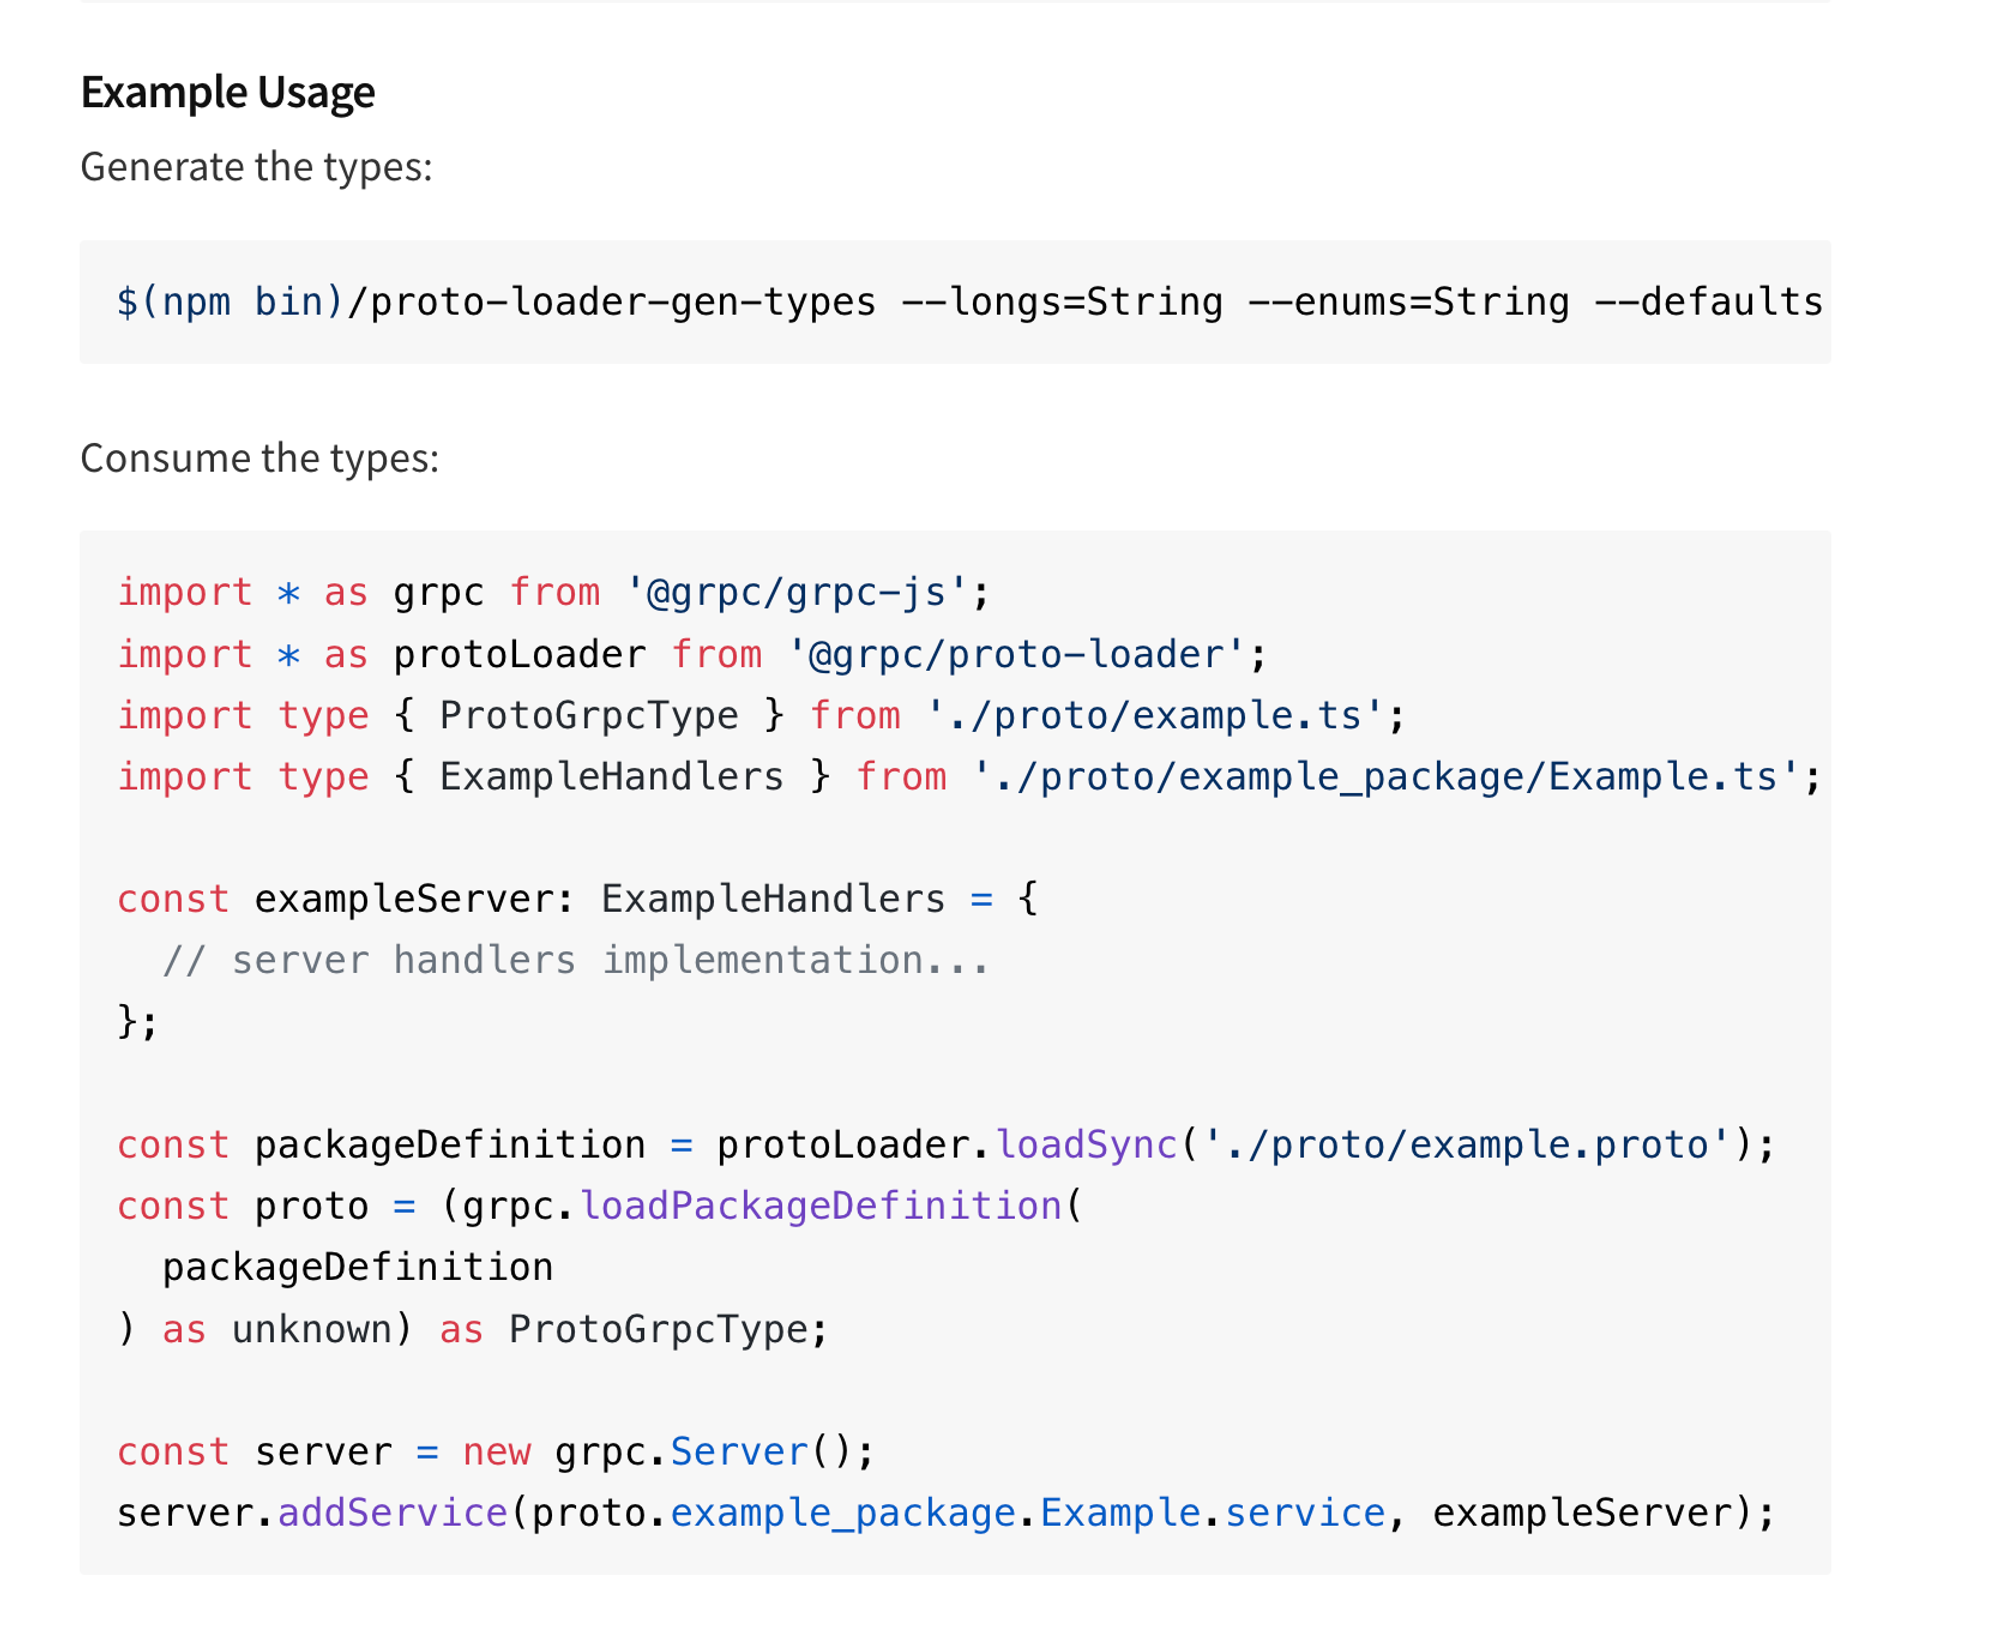 Example Usage
Generate the types:
$(npm bin)/proto-loader-gen-types --longs=String --enums=String --defaults
Consume the types:
import * as grpc from '@grpc/grpc-js';
import * as protoLoader from '@grpc/proto-loader';
import type { ProtoGrpcType } from './proto/example.ts';
import type { ExampleHandlers } from './proto/example_package/Example.ts';
const exampleServer: ExampleHandlers = {
  // server handlers implementation...
};
const packageDefinition = protoLoader.loadSync('./proto/example.proto');
const proto = (grpc.loadPackageDefinition(
  packageDefinition
) as unknown) as ProtoGrpcType;
const server = new grpc.Server();
server.addService(proto.example_package.Example.service, exampleServer);